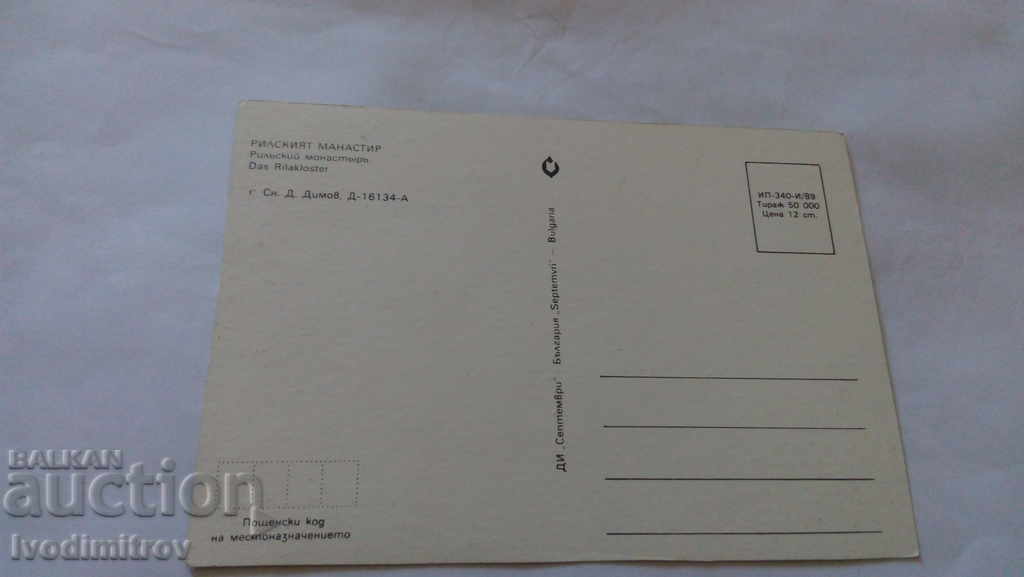 РИЛСКИЯТ МАНАСТИР
Рильский монастырь
Das Rilakloster
Сн. Д. Димов, Д-16134-А
ДИ „Септември" България „Septemvri" – Bulgaria
ИП-340-И/89
Тираж 50 000
Цена 12 ст.
Пощенски код
на местоназначението
BALKAN
auction
Ivodimitrov